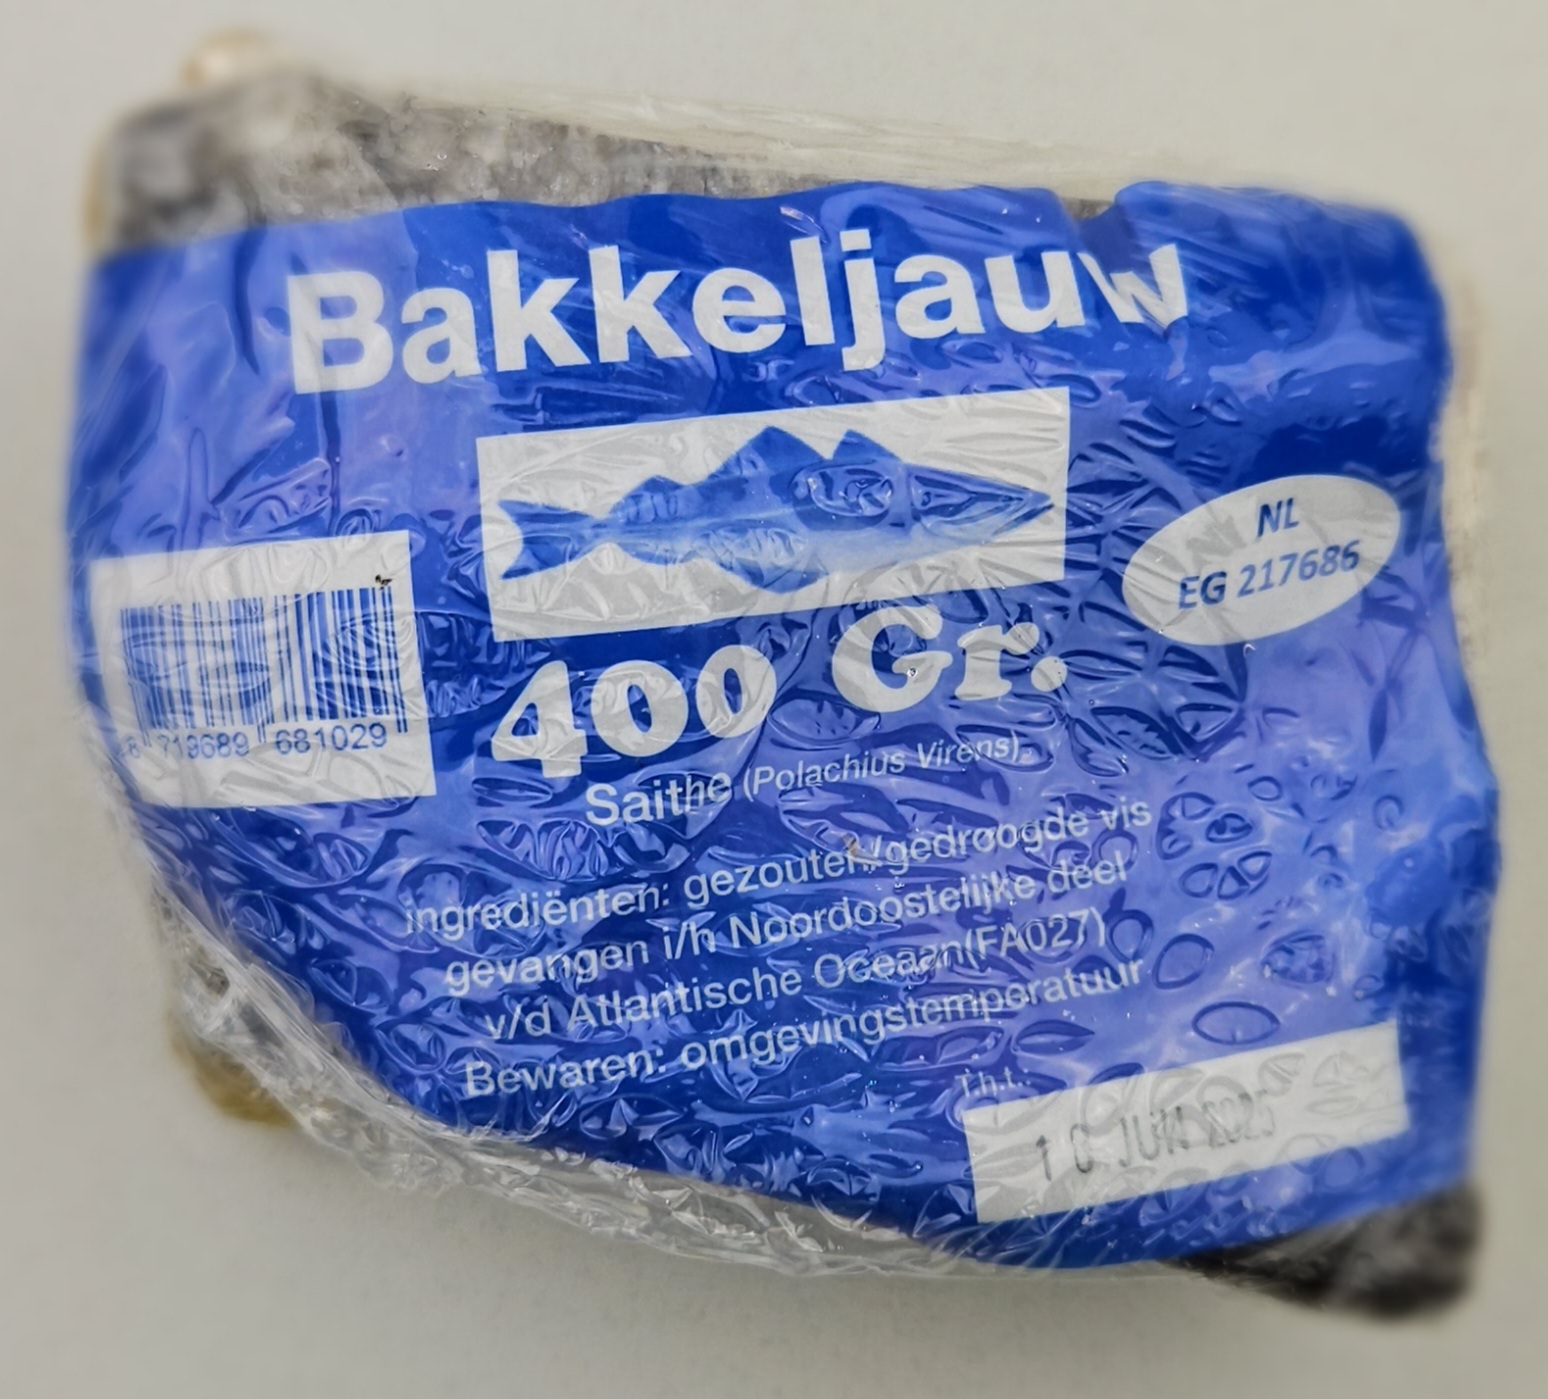 Bakkeljauw
NL
EG 217686
400 Gr.
8 719689 681029
Saithe (Polachius Virens).
ingrediënten: gezouten/gedroogde vis
gevangen i/h Noordoostelijke deel
v/d Atlantische Oceaan(FA027)
Bewaren: omgevingstemperatuur
T.h.t.:
10 JUN